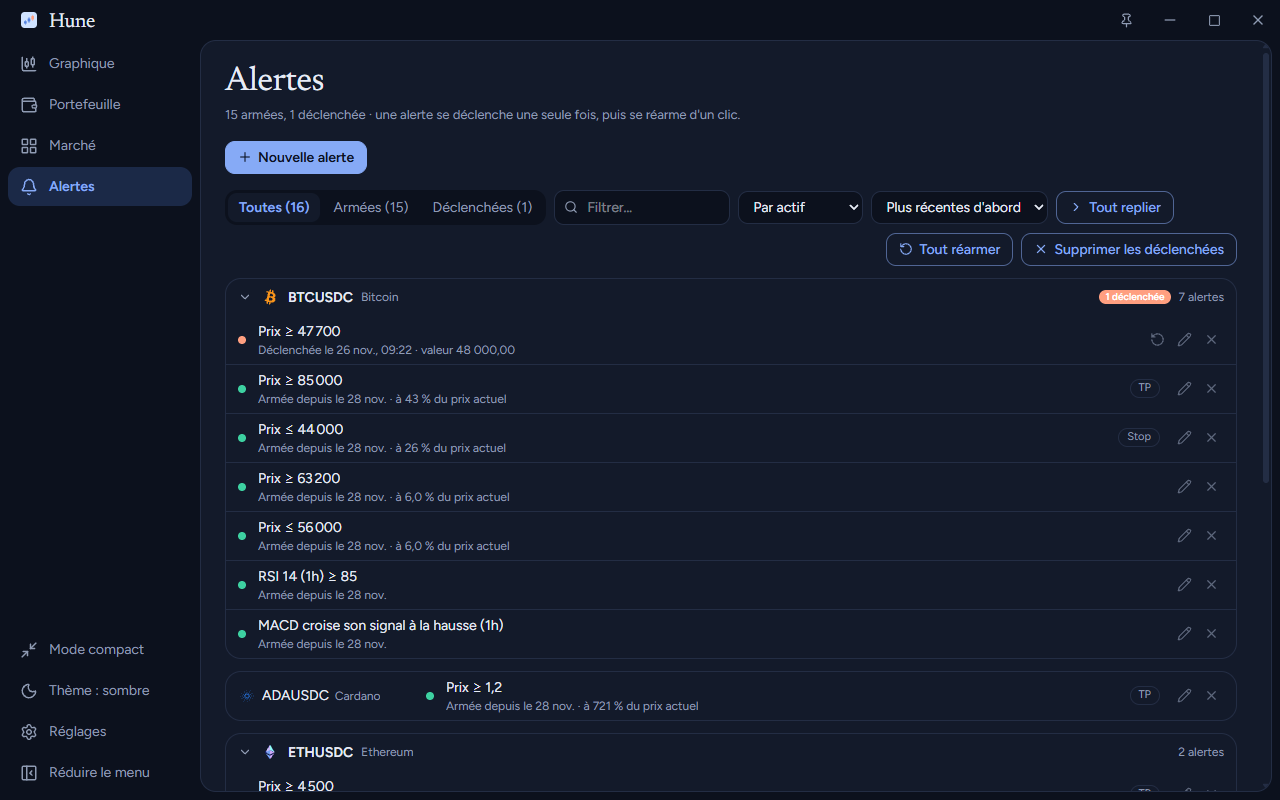 Hune
Graphique
Portefeuille
Marché
Alertes
Mode compact
Thème : sombre
Réglages
Réduire le menu
Alertes
15 armées, 1 déclenchée · une alerte se déclenche une seule fois, puis se réarme d'un clic.
Nouvelle alerte
Toutes (16) Armées (15) Déclenchées (1) Filtrer... Par actif Plus récentes d'abord Tout replier
Tout réarmer Supprimer les déclenchées
BTCUSDC Bitcoin 1 déclenchée 7 alertes
Prix ≥ 47 700
Déclenchée le 26 nov., 09:22 · valeur 48 000,00
Prix ≥ 85 000 TP
Armée depuis le 28 nov. · à 43 % du prix actuel
Prix ≤ 44 000 Stop
Armée depuis le 28 nov. · à 26 % du prix actuel
Prix ≥ 63 200
Armée depuis le 28 nov. · à 6,0 % du prix actuel
Prix ≤ 56 000
Armée depuis le 28 nov. · à 6,0 % du prix actuel
RSI 14 (1h) ≥ 85
Armée depuis le 28 nov.
MACD croise son signal à la hausse (1h)
Armée depuis le 28 nov.
ADAUSDC Cardano Prix ≥ 1,2 TP
Armée depuis le 28 nov. · à 721 % du prix actuel
ETHUSDC Ethereum 2 alertes
Prix ≥ 4 500 TP